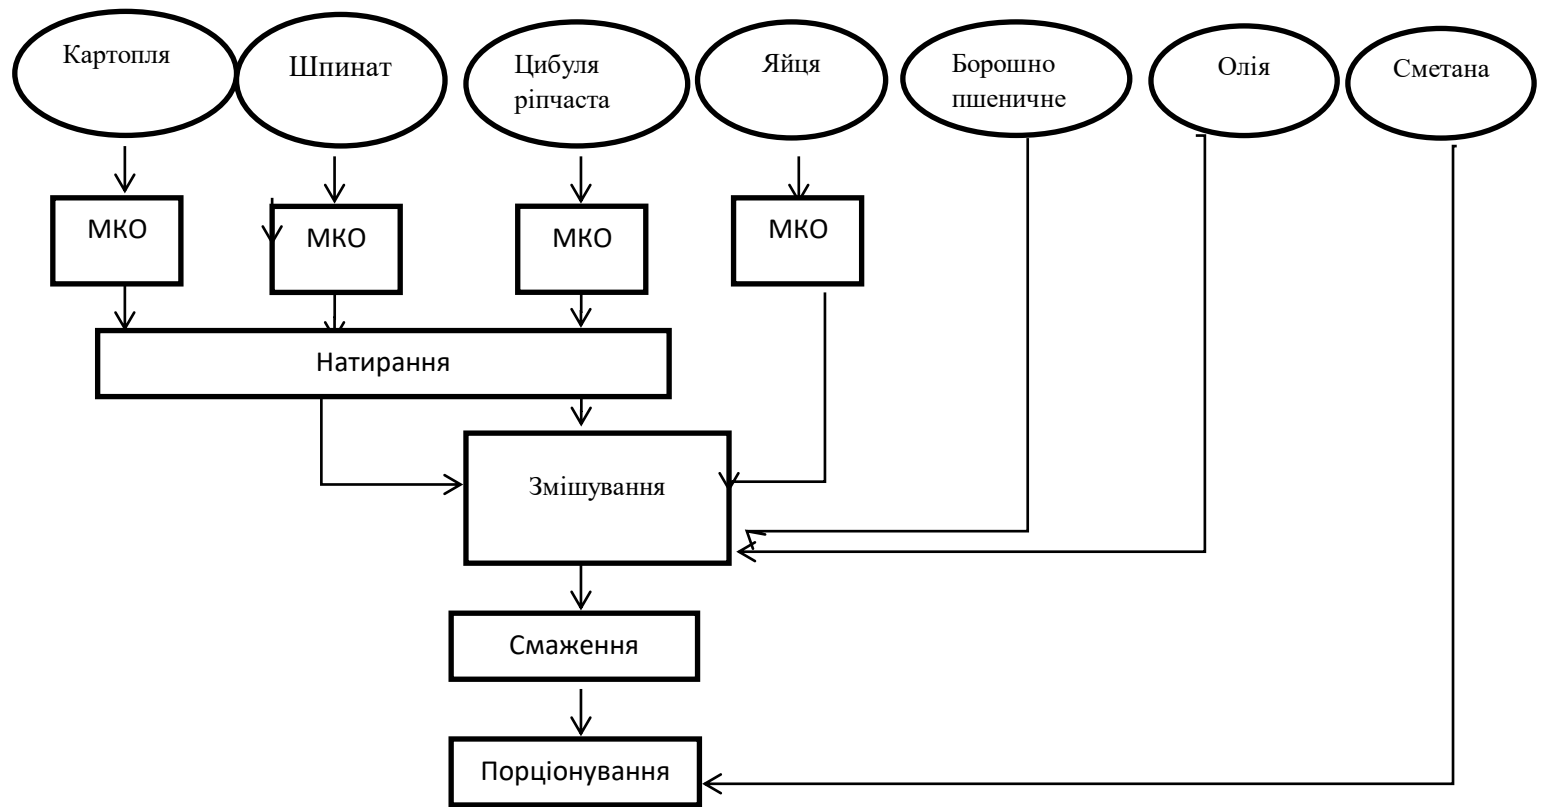 Картопля
Шпинат
Цибуля
ріпчаста
Яйця
Борошно
пшеничне
Олія
Сметана
МКО
МКО
МКО
МКО
Натирання
Змішування
Смаження
Порціонування